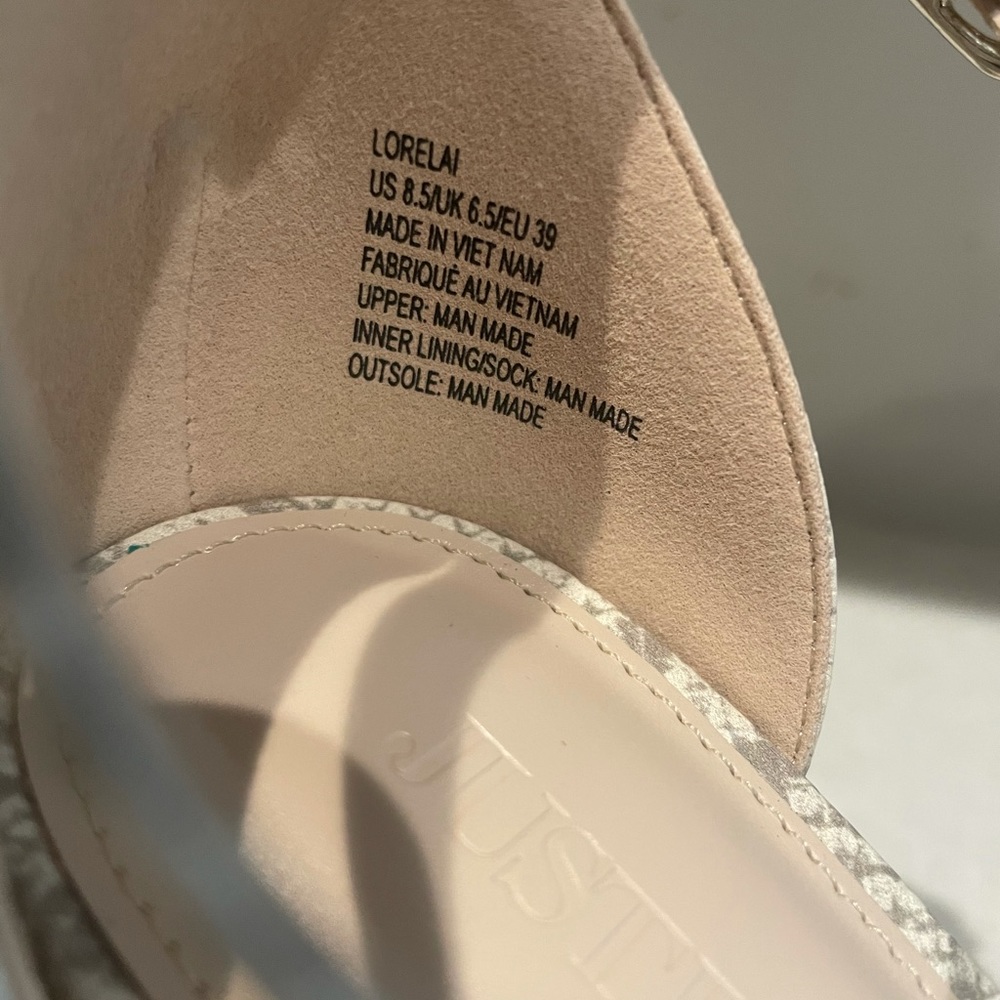 LORELAI
US 8.5/UK 6.5/EU 39
MADE IN VIET NAM
FABRIQUÉ AU VIETNAM
UPPER: MAN MADE
INNER LINING/SOCK: MAN MADE
OUTSOLE: MAN MADE
JUST